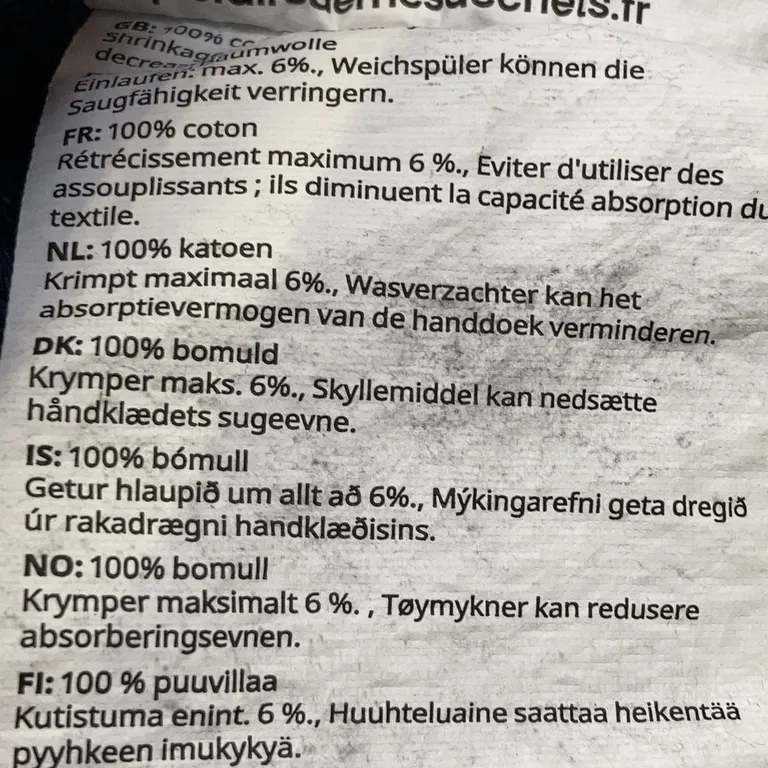 GB: 100%
Shrinkage
Einlaufen: max. 6%., Weichspüler können die
Saugfähigkeit verringern.
FR: 100% coton
Rétrécissement maximum 6 %., Eviter d'utiliser des
assouplissants ; ils diminuent la capacité absorption du
textile.
NL: 100% katoen
Krimpt maximaal 6%., Wasverzachter kan het
absorptievermogen van de handdoek verminderen.
DK: 100% bomuld
Krymper maks. 6%., Skyllemiddel kan nedsætte
håndklædets sugeevne.
IS: 100% bómull
Getur hlaupið um allt að 6%., Mýkingarefni geta dregið
úr rakadrægni handklæðisins.
NO: 100% bomull
Krymper maksimalt 6 %. , Tøymykner kan redusere
absorberingsevnen.
FI: 100 % puuvillaa
Kutistuma enint. 6 %., Huuhteluaine saattaa heikentää
pyyhkeen imukykyä.